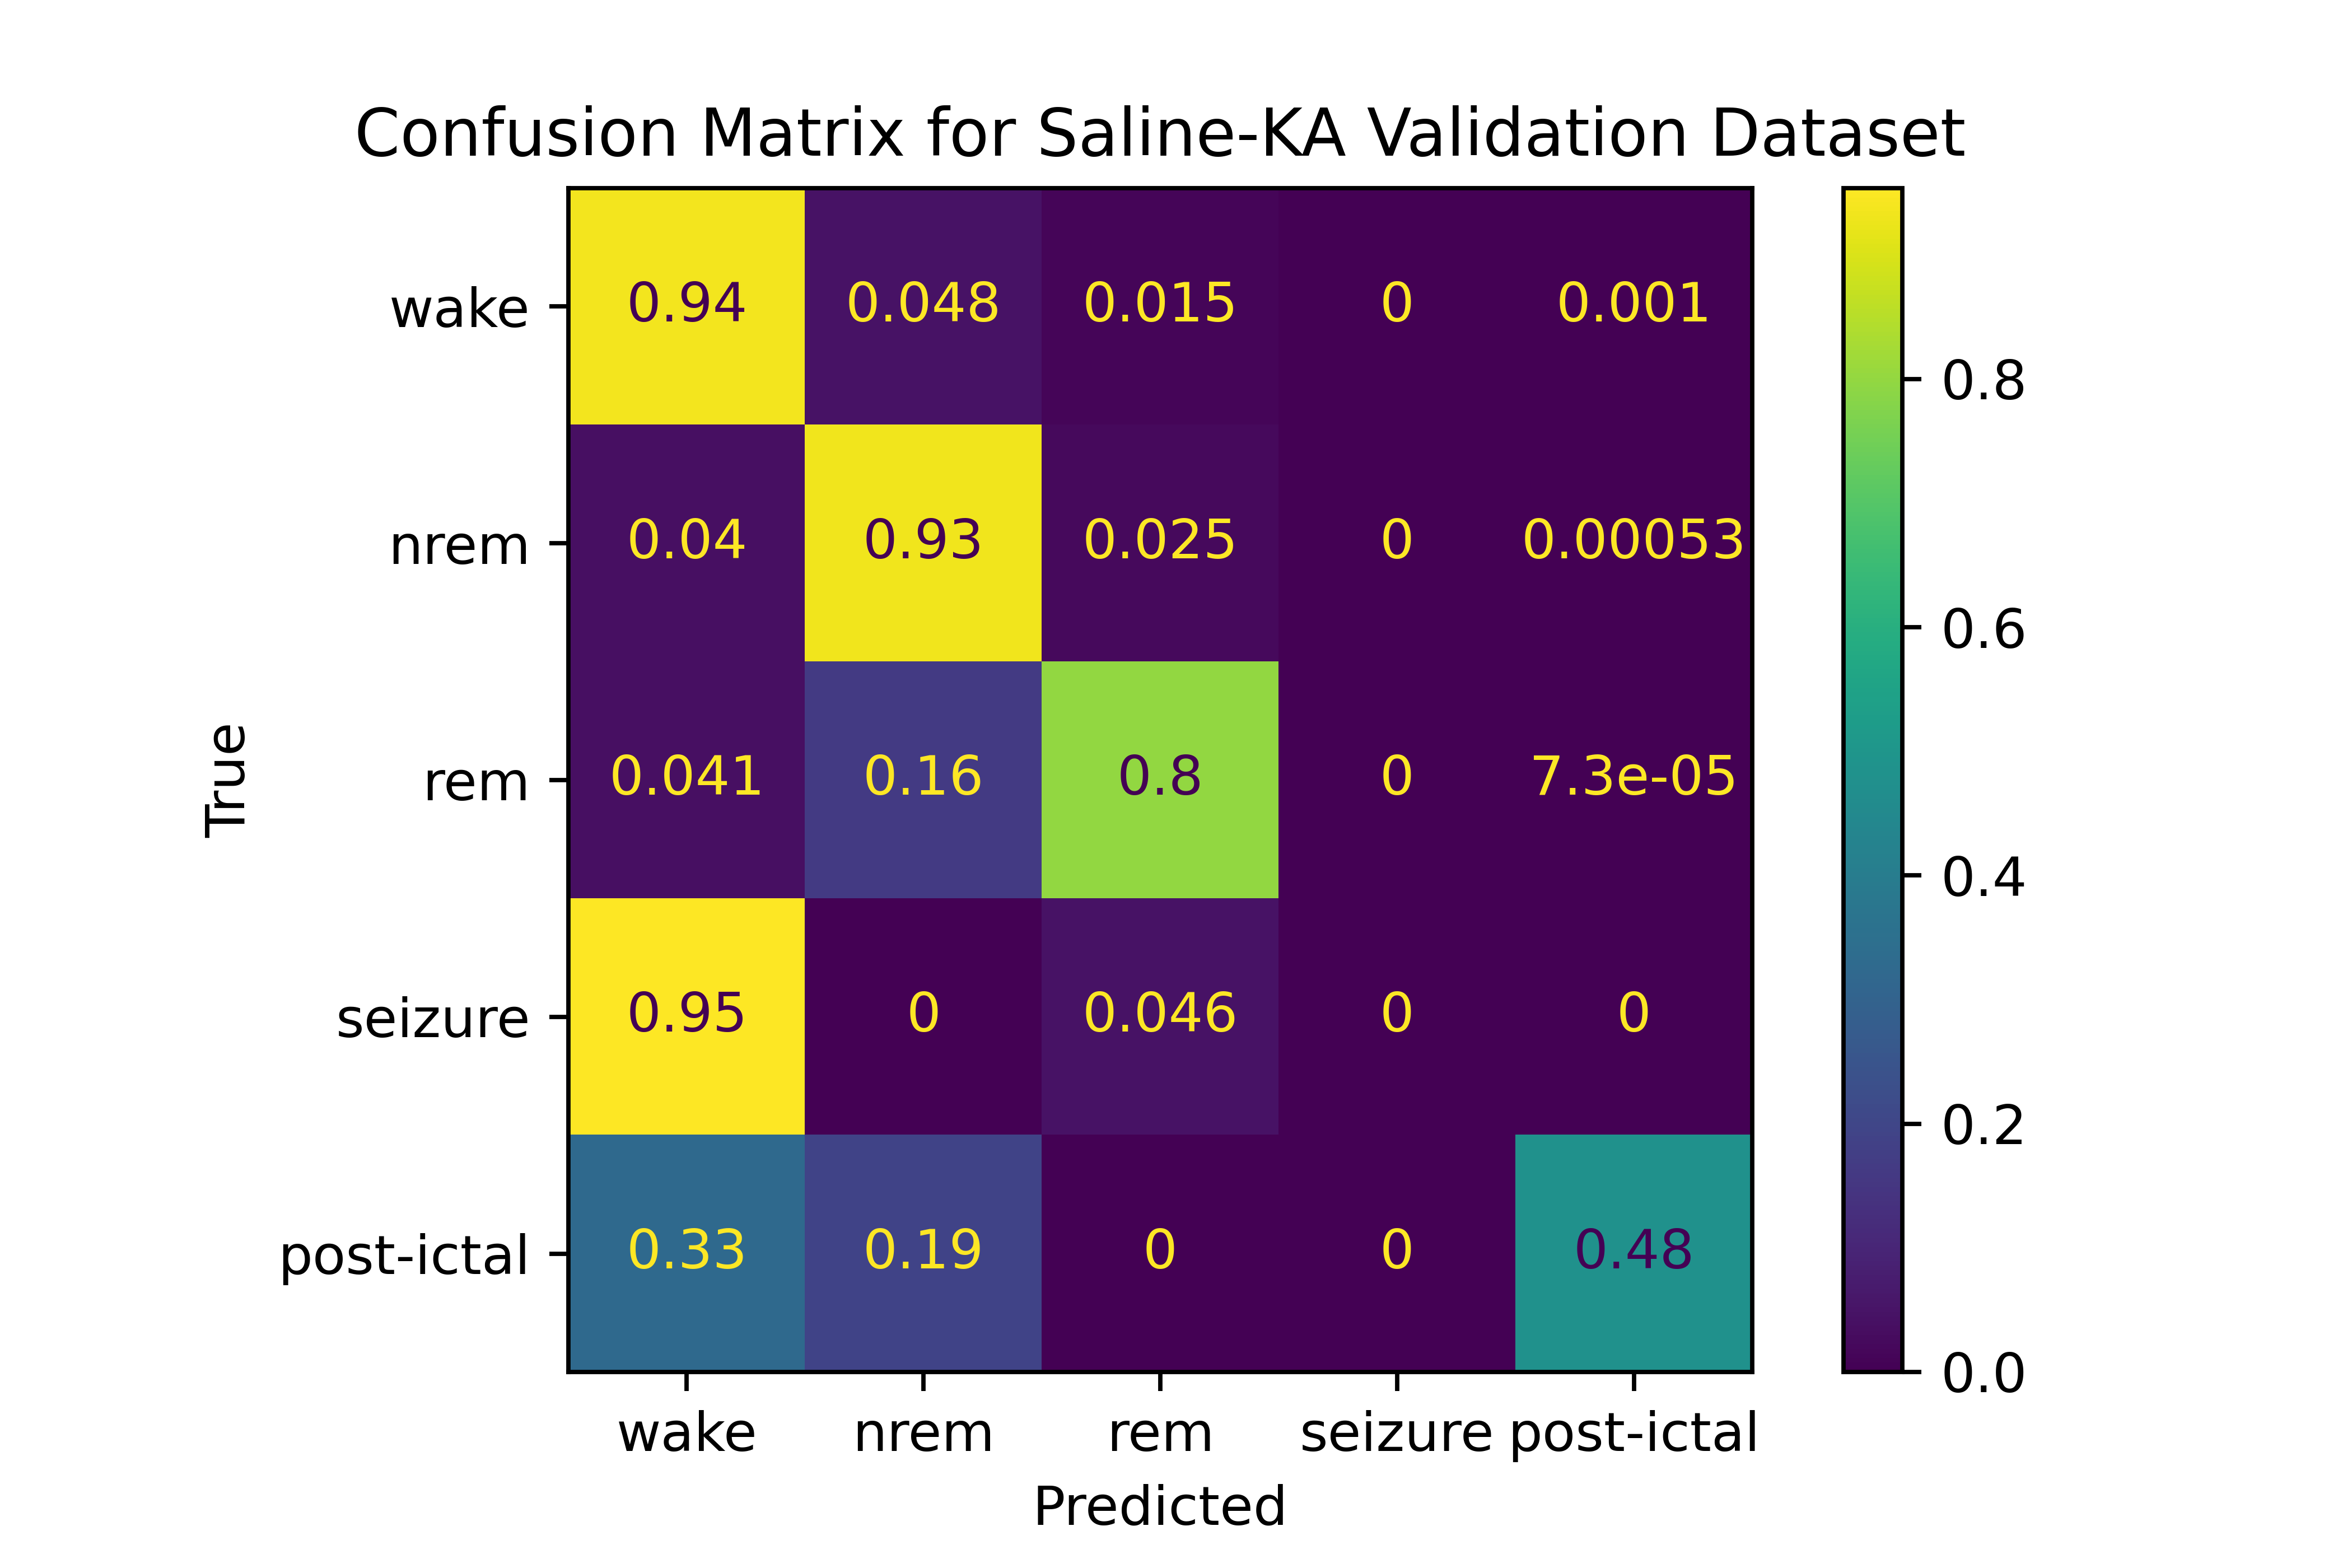 Confusion Matrix for Saline-KA Validation Dataset
wake 0.94 0.048 0.015 0 0.001
nrem 0.04 0.93 0.025 0 0.00053
rem 0.041 0.16 0.8 0 7.3e-05
seizure 0.95 0 0.046 0 0
post-ictal 0.33 0.19 0 0 0.48
True
wake nrem rem seizure post-ictal
Predicted
0.8
0.6
0.4
0.2
0.0